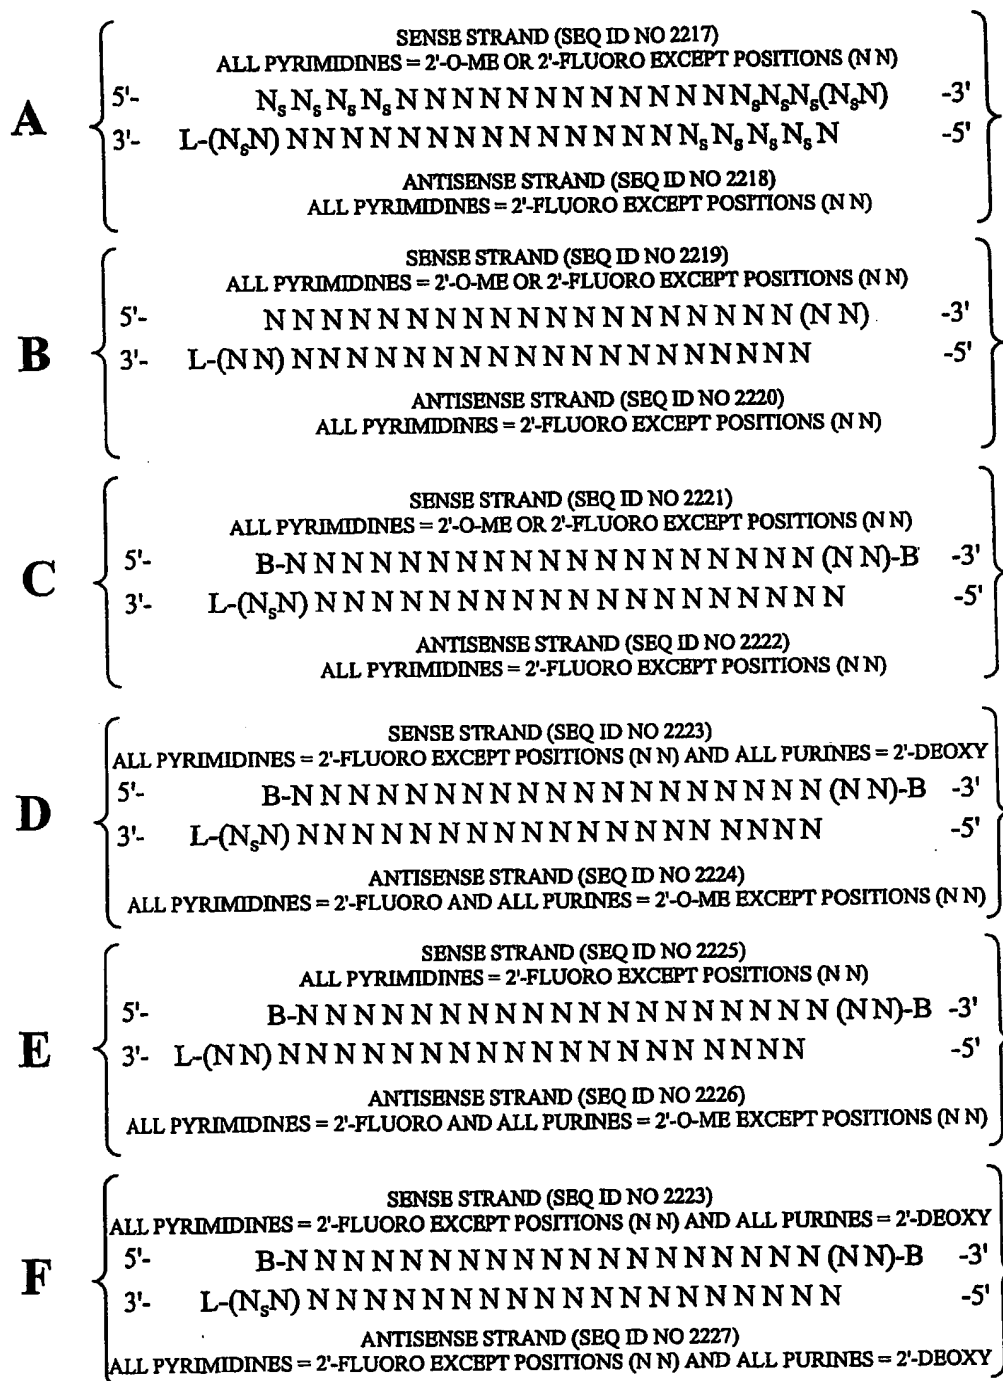 A
SENSE STRAND (SEQ ID NO 2217)
ALL PYRIMIDINES = 2'-O-ME OR 2'-FLUORO EXCEPT POSITIONS (N N)
5'- NsNsNsNsN N N N N N N N N N N NNsNsNs(NsN) -3'
3'- L-(NsN) N N N N N N N N N N N N N N NsNsNsNsN -5'
ANTISENSE STRAND (SEQ ID NO 2218)
ALL PYRIMIDINES = 2'-FLUORO EXCEPT POSITIONS (N N)
B
SENSE STRAND (SEQ ID NO 2219)
ALL PYRIMIDINES = 2'-O-ME OR 2'-FLUORO EXCEPT POSITIONS (N N)
5'- N N N N N N N N N N N N N N N N N N N (N N) -3'
3'- L-(N N) N N N N N N N N N N N N N N N N N N N -5'
ANTISENSE STRAND (SEQ ID NO 2220)
ALL PYRIMIDINES = 2'-FLUORO EXCEPT POSITIONS (N N)
C
SENSE STRAND (SEQ ID NO 2221)
ALL PYRIMIDINES = 2'-O-ME OR 2'-FLUORO EXCEPT POSITIONS (N N)
5'- B-N N N N N N N N N N N N N N N N N N N (N N)-B -3'
3'- L-(NsN) N N N N N N N N N N N N N N N N N N N -5'
ANTISENSE STRAND (SEQ ID NO 2222)
ALL PYRIMIDINES = 2'-FLUORO EXCEPT POSITIONS (N N)
D
SENSE STRAND (SEQ ID NO 2223)
ALL PYRIMIDINES = 2'-FLUORO EXCEPT POSITIONS (N N) AND ALL PURINES = 2'-DEOXY
5'- B-N N N N N N N N N N N N N N N N N N N (N N)-B -3'
3'- L-(NsN) N N N N N N N N N N N N N N N N N N N -5'
ANTISENSE STRAND (SEQ ID NO 2224)
ALL PYRIMIDINES = 2'-FLUORO AND ALL PURINES = 2'-O-ME EXCEPT POSITIONS (N N)
E
SENSE STRAND (SEQ ID NO 2225)
ALL PYRIMIDINES = 2'-FLUORO EXCEPT POSITIONS (N N)
5'- B-N N N N N N N N N N N N N N N N N N N (N N)-B -3'
3'- L-(N N) N N N N N N N N N N N N N N N N N N N -5'
ANTISENSE STRAND (SEQ ID NO 2226)
ALL PYRIMIDINES = 2'-FLUORO AND ALL PURINES = 2'-O-ME EXCEPT POSITIONS (N N)
F
SENSE STRAND (SEQ ID NO 2223)
ALL PYRIMIDINES = 2'-FLUORO EXCEPT POSITIONS (N N) AND ALL PURINES = 2'-DEOXY
5'- B-N N N N N N N N N N N N N N N N N N N (N N)-B -3'
3'- L-(NsN) N N N N N N N N N N N N N N N N N N N -5'
ANTISENSE STRAND (SEQ ID NO 2227)
ALL PYRIMIDINES = 2'-FLUORO EXCEPT POSITIONS (N N) AND ALL PURINES = 2'-DEOXY